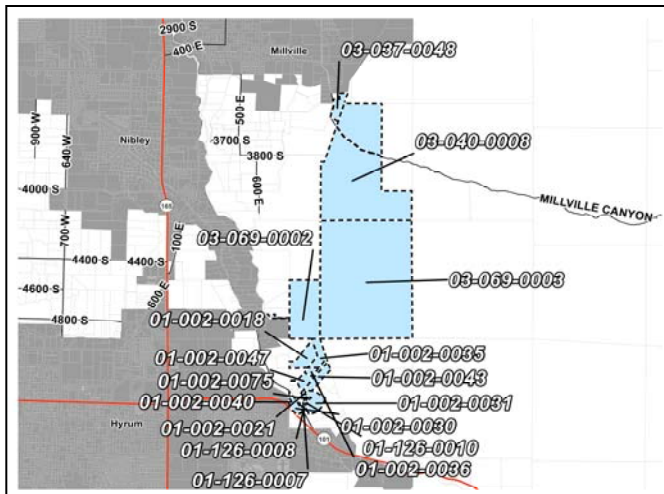 2900 S
400 E
Millville
03-037-0048
900 W
640 W
500 E
Nibley
3700 S
3800 S
03-040-0008
600 E
4000 S
165
MILLVILLE CANYON
700 W
100 E
03-069-0002
4400 S
4400 S
03-069-0003
4600 S
600 E
4800 S
01-002-0018
01-002-0035
01-002-0047
01-002-0043
01-002-0075
01-002-0040
01-002-0031
Hyrum
01-002-0021
01-002-0030
101
01-126-0008
01-126-0010
01-126-0007
01-002-0036